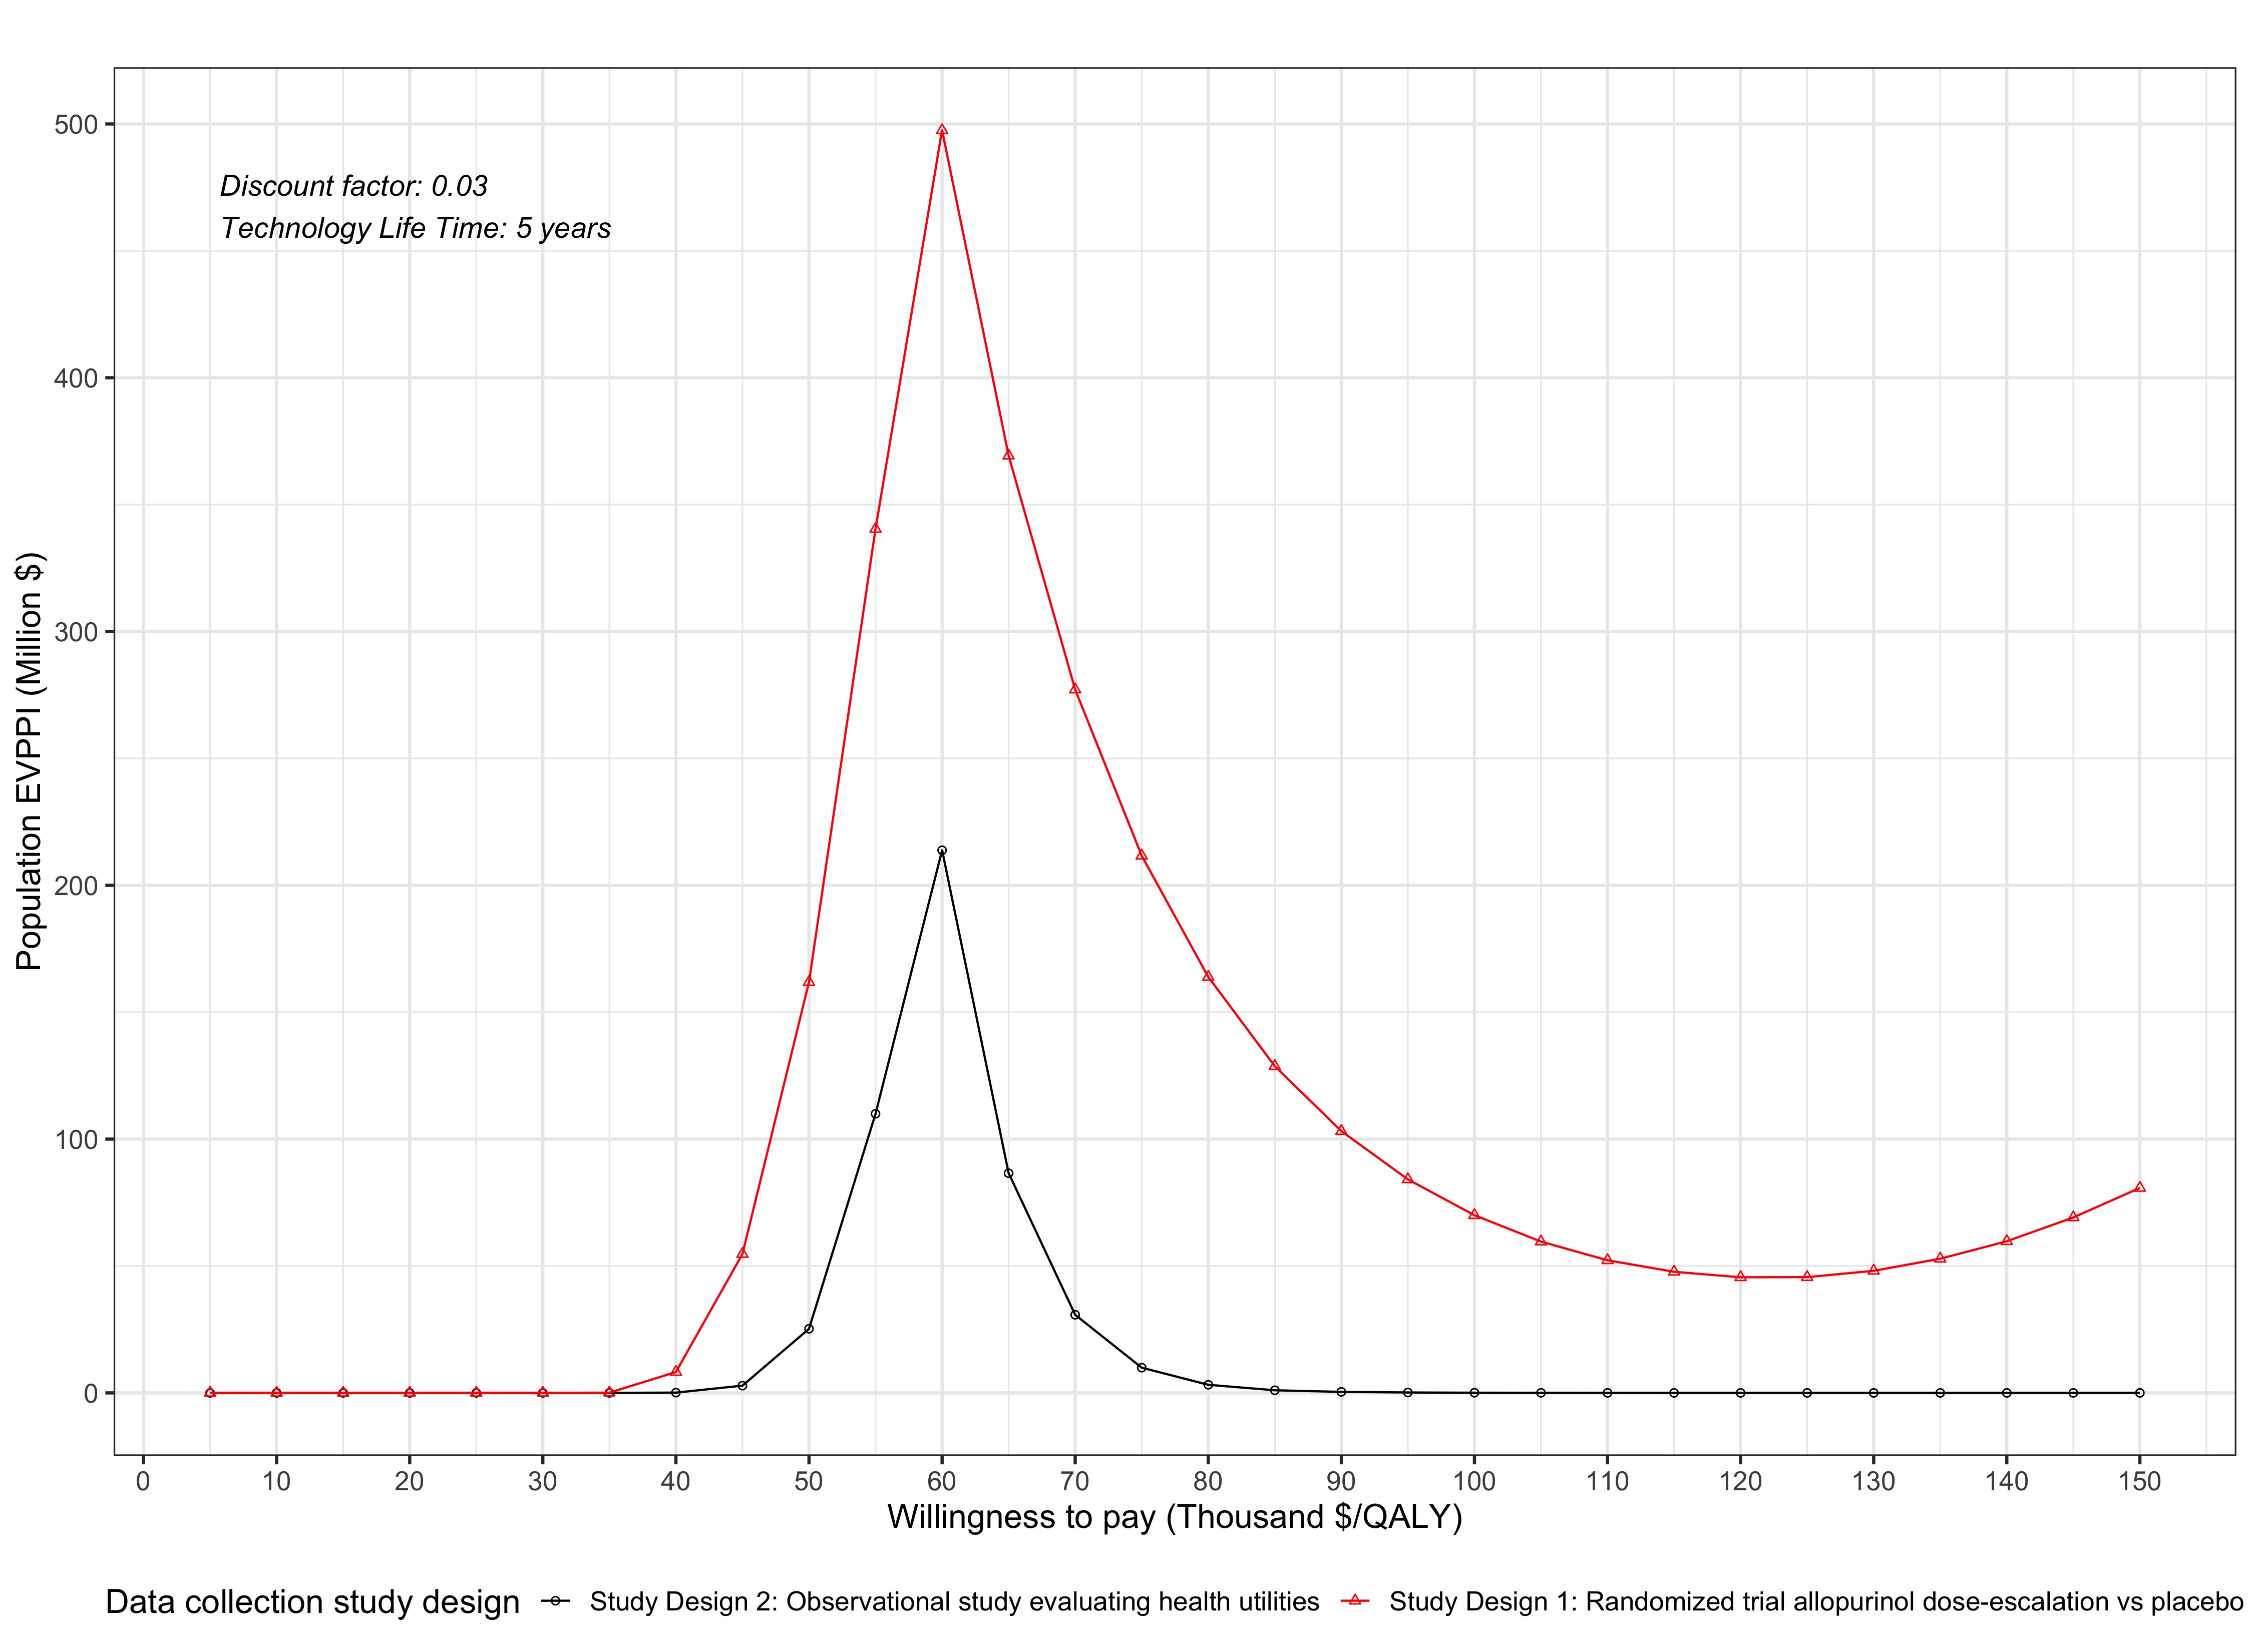 Discount factor: 0.03
Technology Life Time: 5 years
Population EVPPI (Million $)
500
400
300
200
100
0
0 10 20 30 40 50 60 70 80 90 100 110 120 130 140 150
Willingness to pay (Thousand $/QALY)
Data collection study design Study Design 2: Observational study evaluating health utilities Study Design 1: Randomized trial allopurinol dose-escalation vs placebo